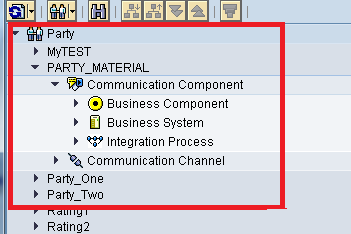 Party
MyTEST
PARTY_MATERIAL
Communication Component
Business Component
Business System
Integration Process
Communication Channel
Party_One
Party_Two
Rating1
Rating2